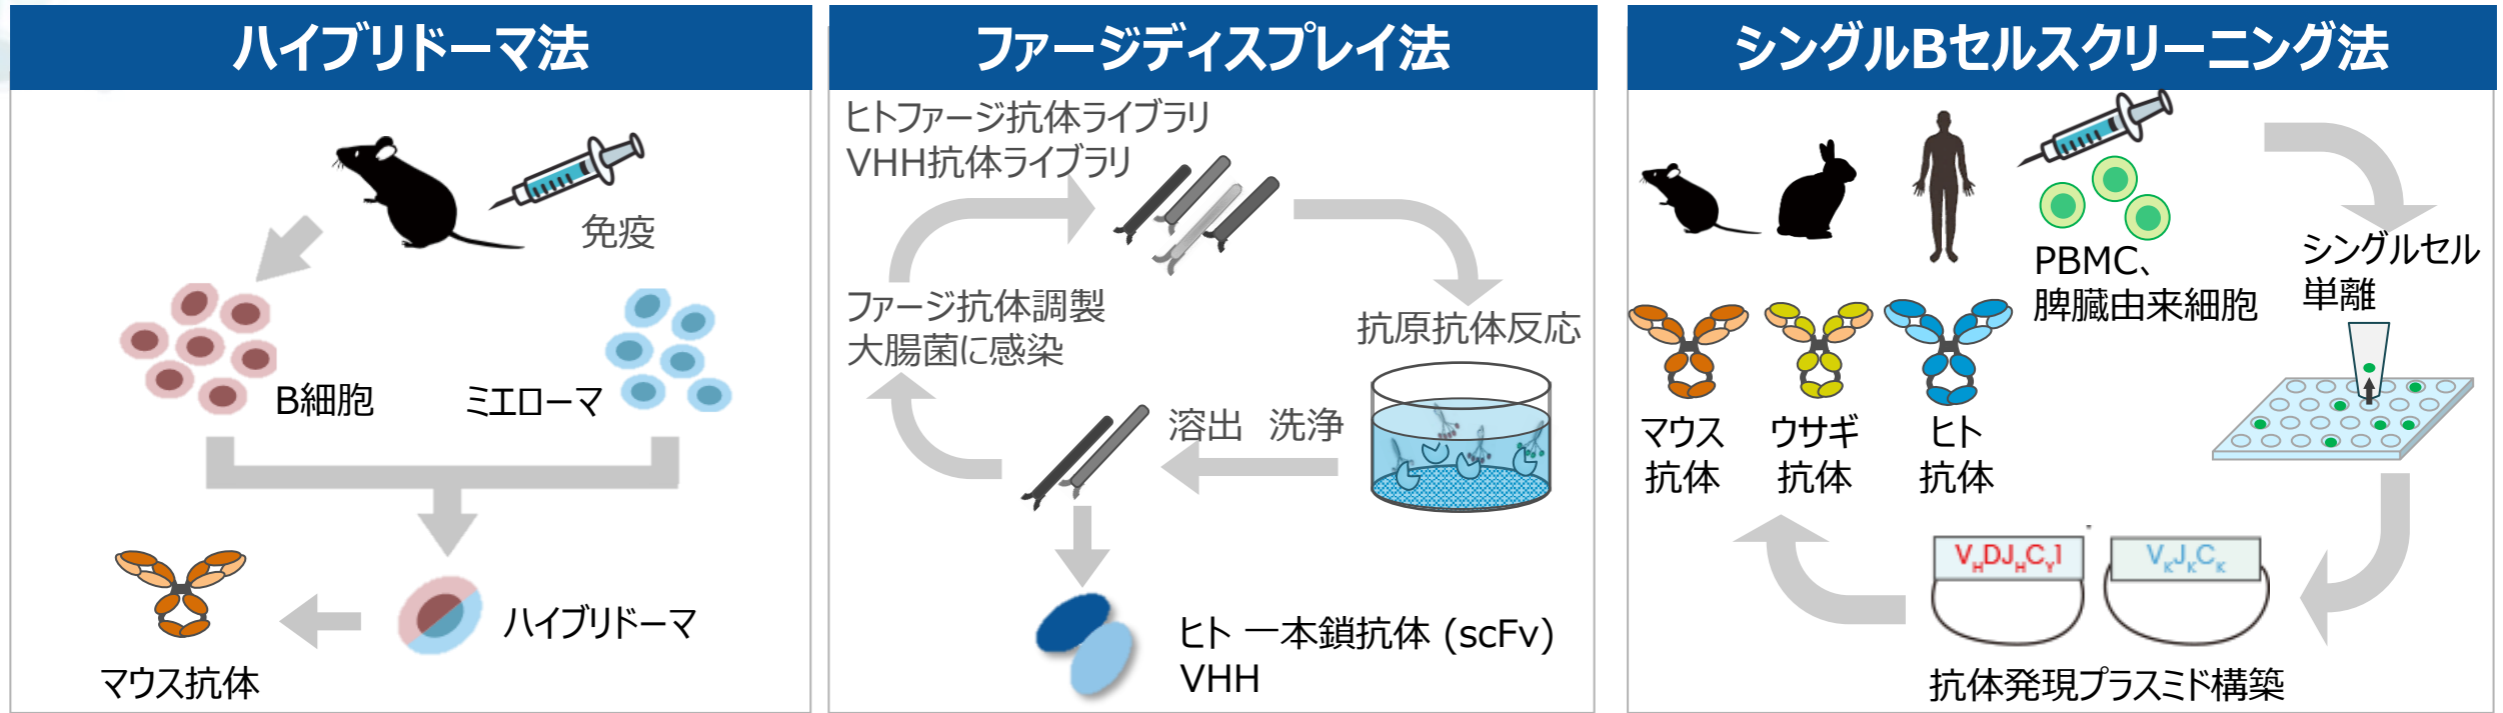 ハイブリドーマ法
免疫
B細胞
ミエローマ
ハイブリドーマ
マウス抗体
ファージディスプレイ法
ヒトファージ抗体ライブラリ
VHH抗体ライブラリ
抗原抗体反応
溶出 洗浄
ファージ抗体調製
大腸菌に感染
ヒト 一本鎖抗体 (scFv)
VHH
シングルBセルスクリーニング法
PBMC、
脾臓由来細胞
シングルセル
単離
マウス
抗体
ウサギ
抗体
ヒト
抗体
VHDJHCγ1
VKJKCK
抗体発現プラスミド構築